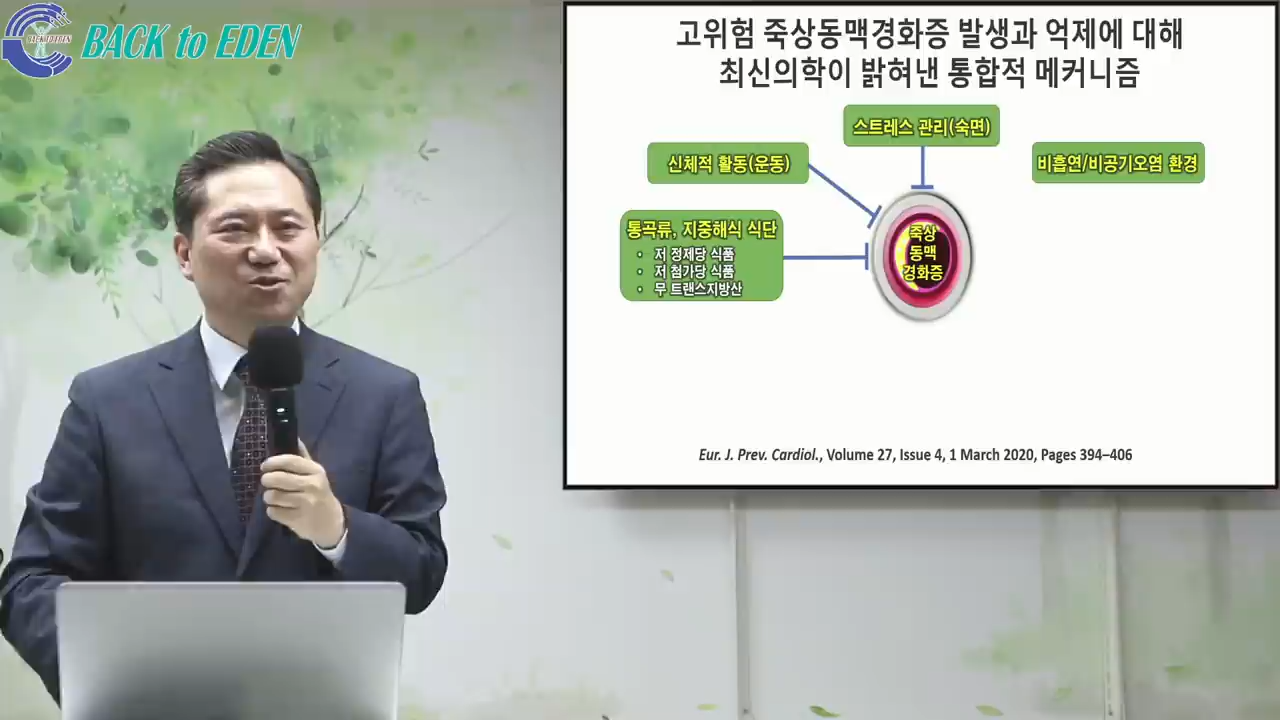 BACK to EDEN
고위험 죽상동맥경화증 발생과 억제에 대해
최신의학이 밝혀낸 통합적 메커니즘
스트레스 관리(숙면)
신체적 활동(운동)
비흡연/비공기오염 환경
통곡류, 지중해식 식단
• 저 정제당 식품
• 저 첨가당 식품
• 무 트랜스지방산
죽상
동맥
경화증
Eur. J. Prev. Cardiol., Volume 27, Issue 4, 1 March 2020, Pages 394–406